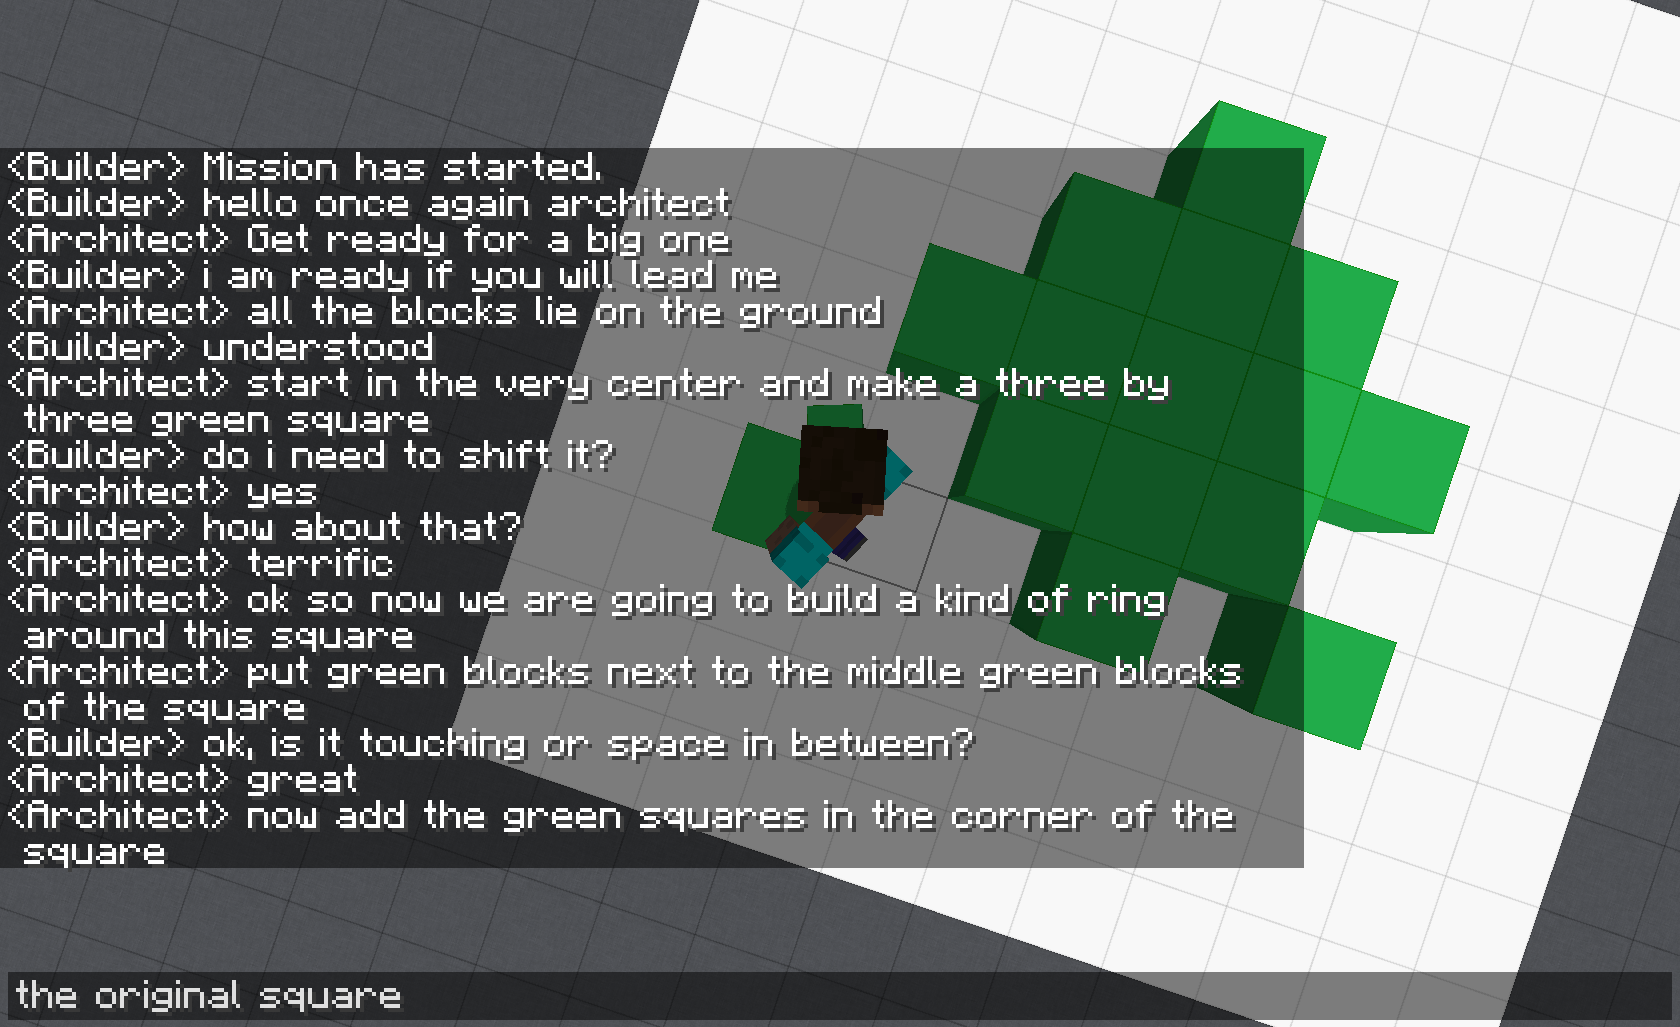 <Builder> Mission has started.
<Builder> hello once again architect
<Architect> Get ready for a big one
<Builder> i am ready if you will lead me
<Architect> all the blocks lie on the ground
<Builder> understood
<Architect> start in the very center and make a three by
three green square
<Builder> do i need to shift it?
<Architect> yes
<Builder> how about that?
<Architect> terrific
<Architect> ok so now we are going to build a kind of ring
around this square
<Architect> put green blocks next to the middle green blocks
of the square
<Builder> ok, is it touching or space in between?
<Architect> great
<Architect> now add the green squares in the corner of the
square
the original square